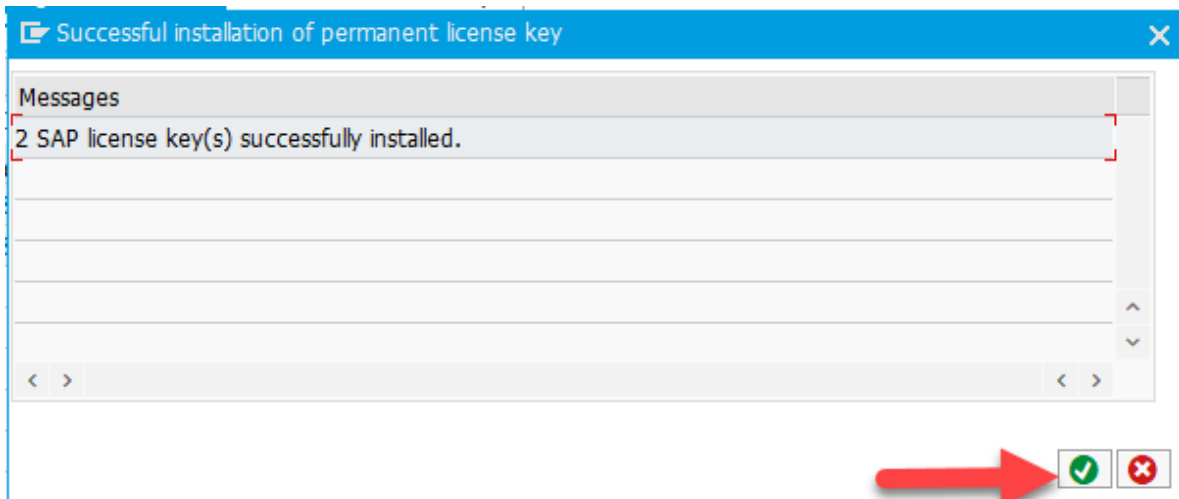 Successful installation of permanent license key
Messages
2 SAP license key(s) successfully installed.